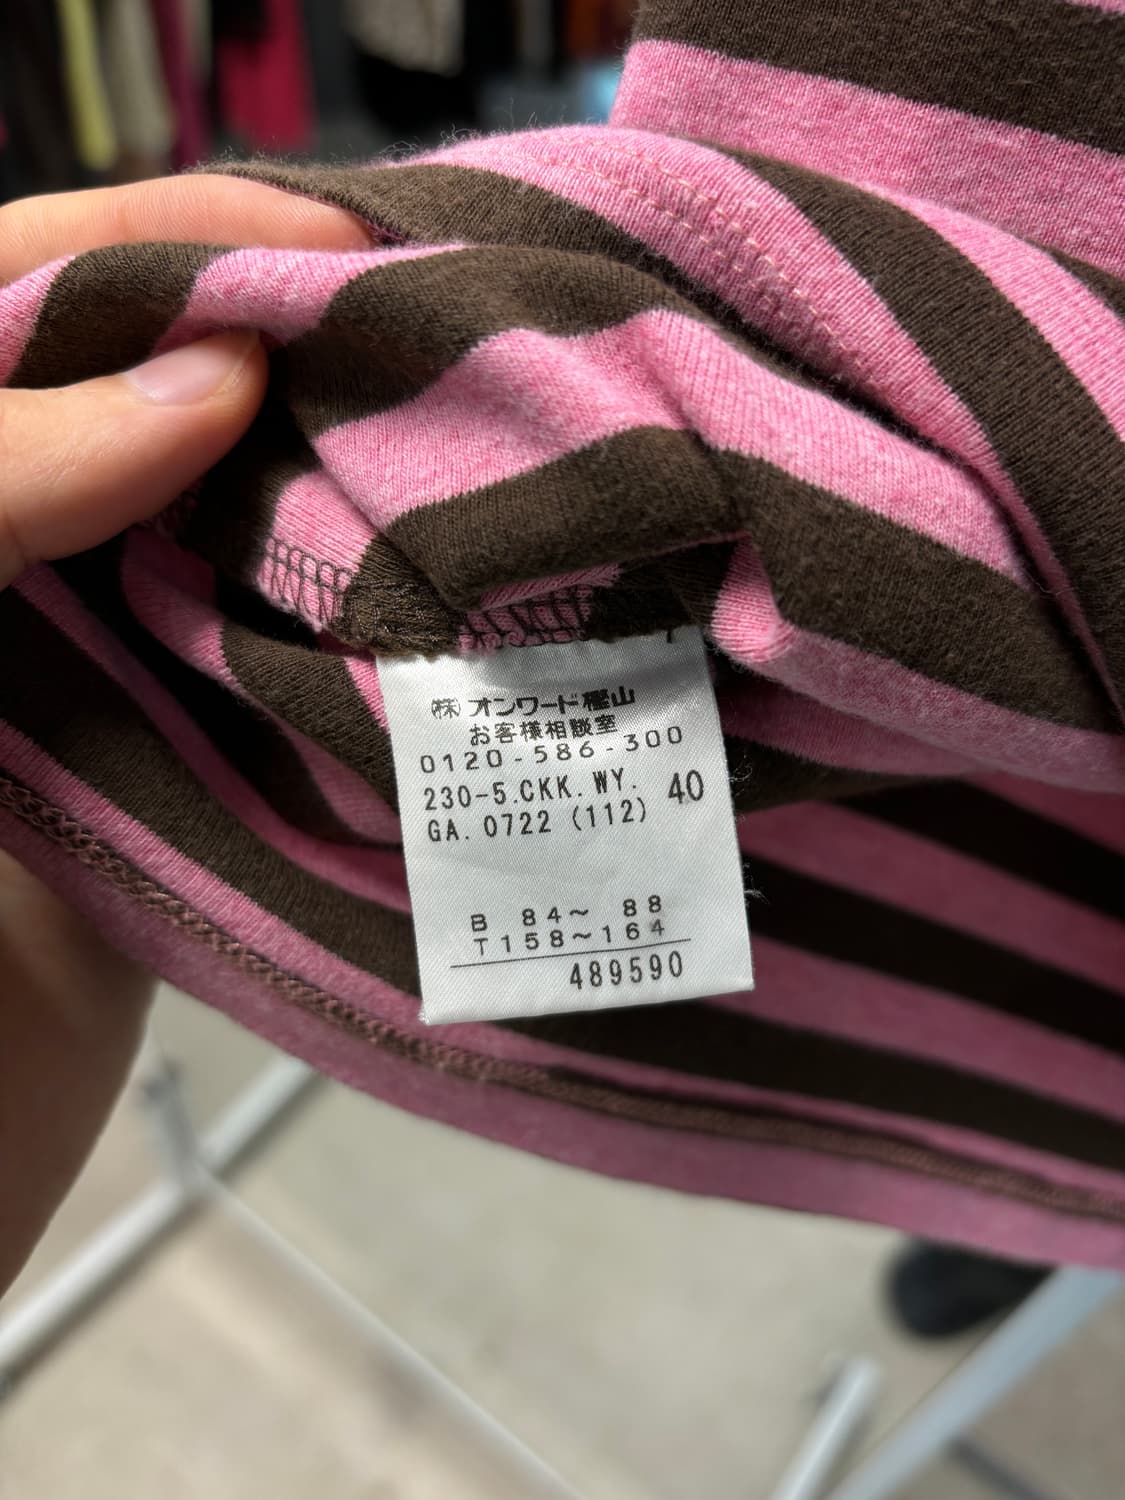 ㈱オンワード樫山
お客様相談室
0120-586-300
230-5.CKK.WY. 40
GA.0722 (112)
B 84〜 88
T158〜164
489590